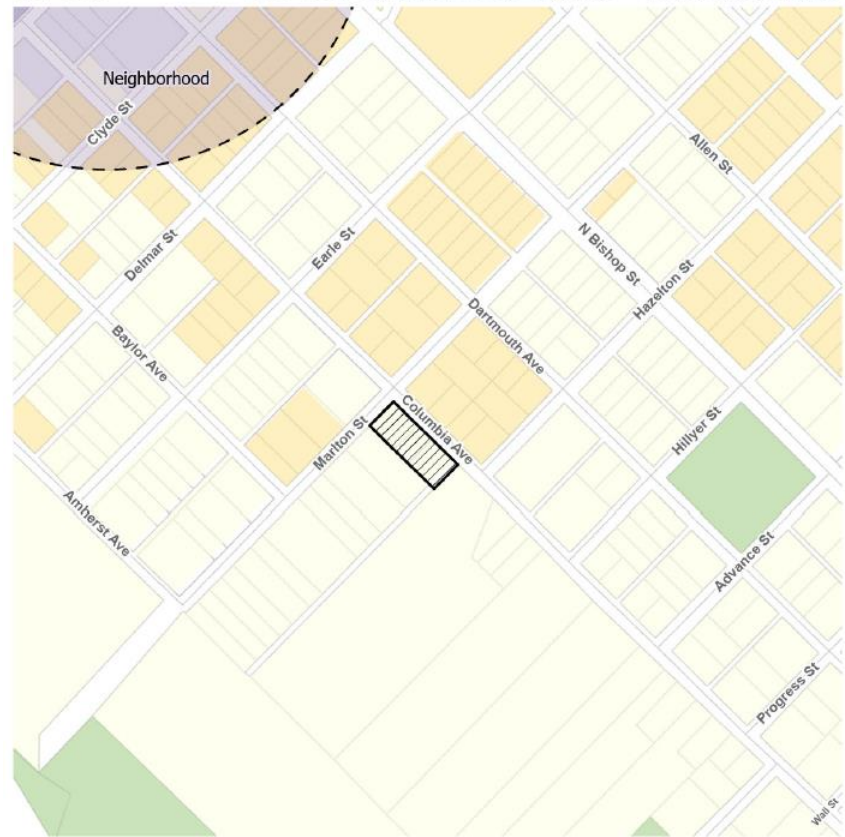 Neighborhood
Clyde St
Allen St
Delmar St
Earle St
N Bishop St
Hazelton St
Dartmouth Ave
Baylor Ave
Columbia Ave
Marlton St
Hillyer St
Amherst Ave
Advance St
Progress St
Wall St